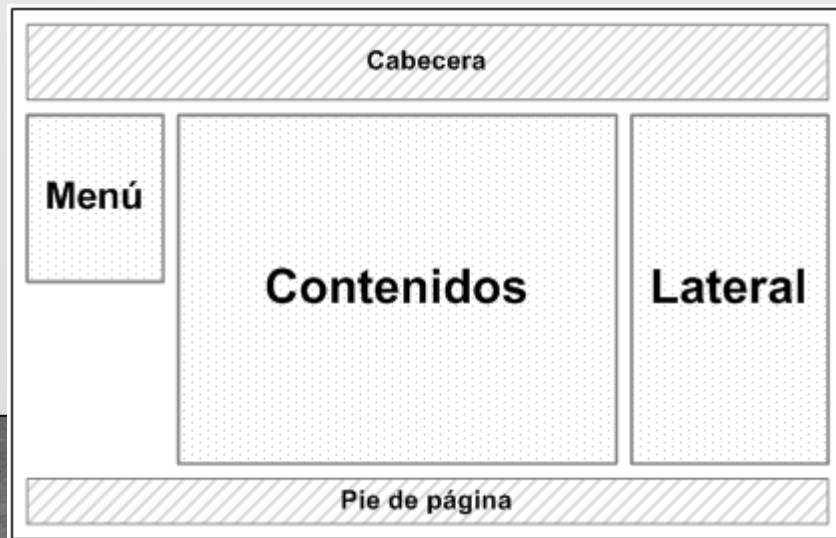 Cabecera
Menú
Contenidos
Lateral
Pie de página